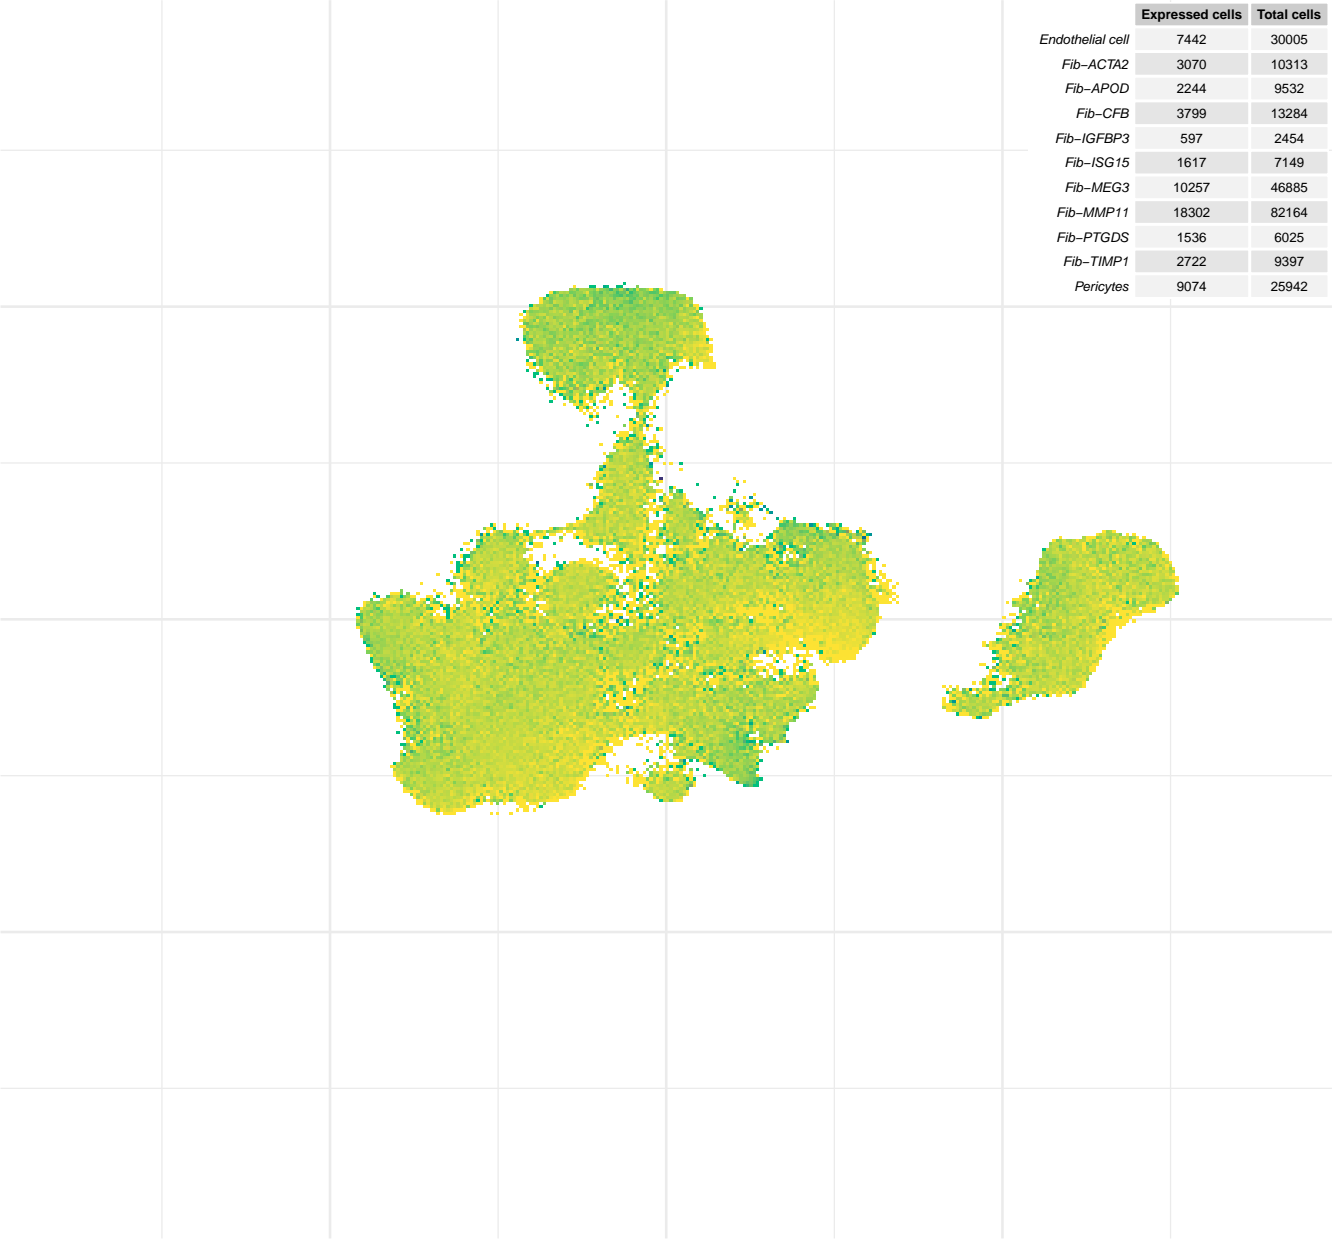 Expressed cells Total cells
Endothelial cell 7442 30005
Fib−ACTA2 3070 10313
Fib−APOD 2244 9532
Fib−CFB 3799 13284
Fib−IGFBP3 597 2454
Fib−ISG15 1617 7149
Fib−MEG3 10257 46885
Fib−MMP11 18302 82164
Fib−PTGDS 1536 6025
Fib−TIMP1 2722 9397
Pericytes 9074 25942